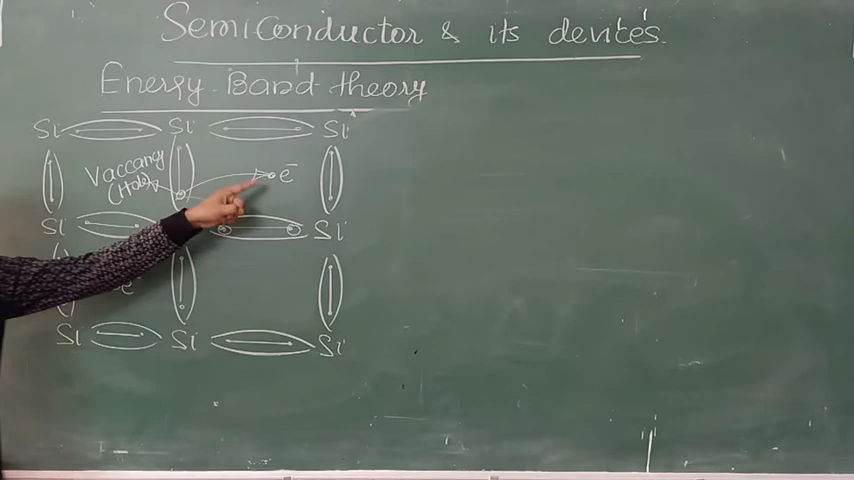 Semiconductor & its devices
Energy Band theory
Si Si Si
Vaccancy
(Hole)
e⁻
Si Si
e
Si Si Si